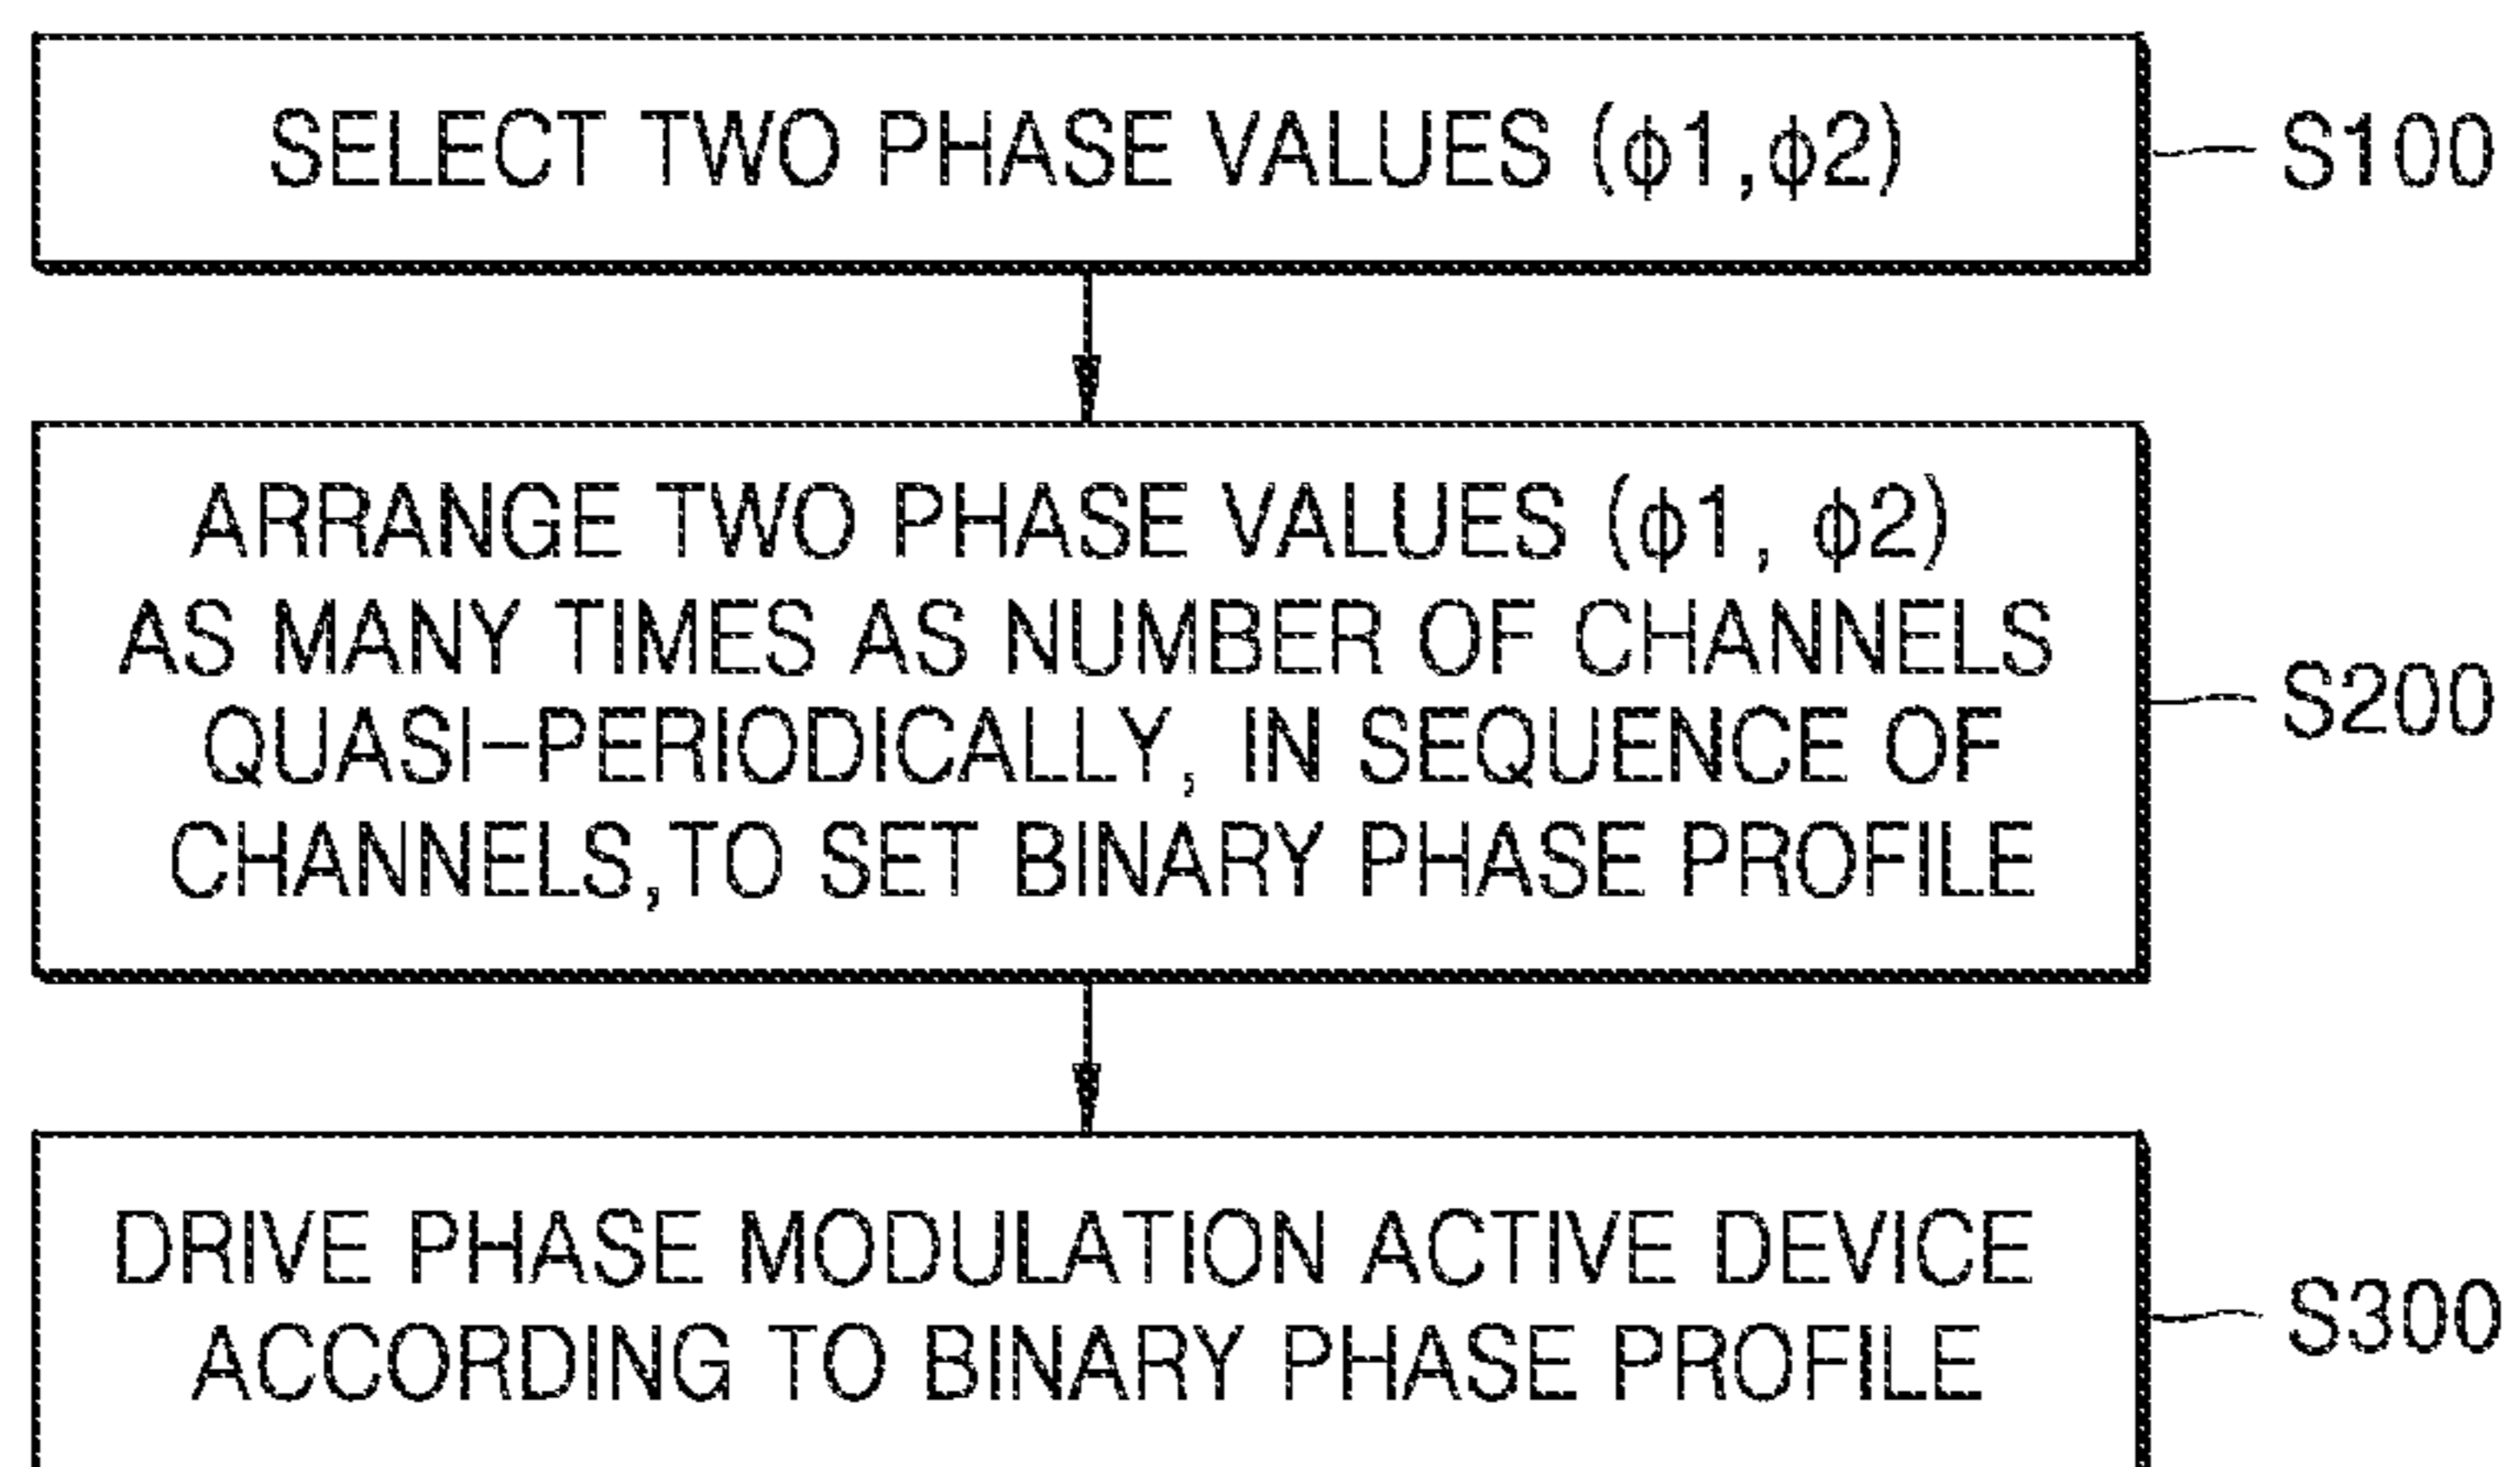 SELECT TWO PHASE VALUES (ϕ1,ϕ2)
S100
ARRANGE TWO PHASE VALUES (ϕ1, ϕ2)
AS MANY TIMES AS NUMBER OF CHANNELS
QUASI-PERIODICALLY, IN SEQUENCE OF
CHANNELS,TO SET BINARY PHASE PROFILE
S200
DRIVE PHASE MODULATION ACTIVE DEVICE
ACCORDING TO BINARY PHASE PROFILE
S300